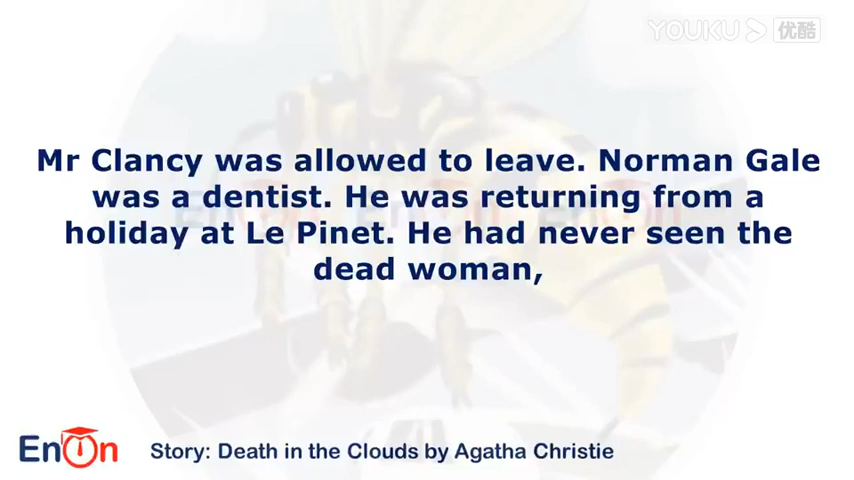 YOUKU 优酷
Mr Clancy was allowed to leave. Norman Gale
was a dentist. He was returning from a
holiday at Le Pinet. He had never seen the
dead woman,
EnOn
Story: Death in the Clouds by Agatha Christie